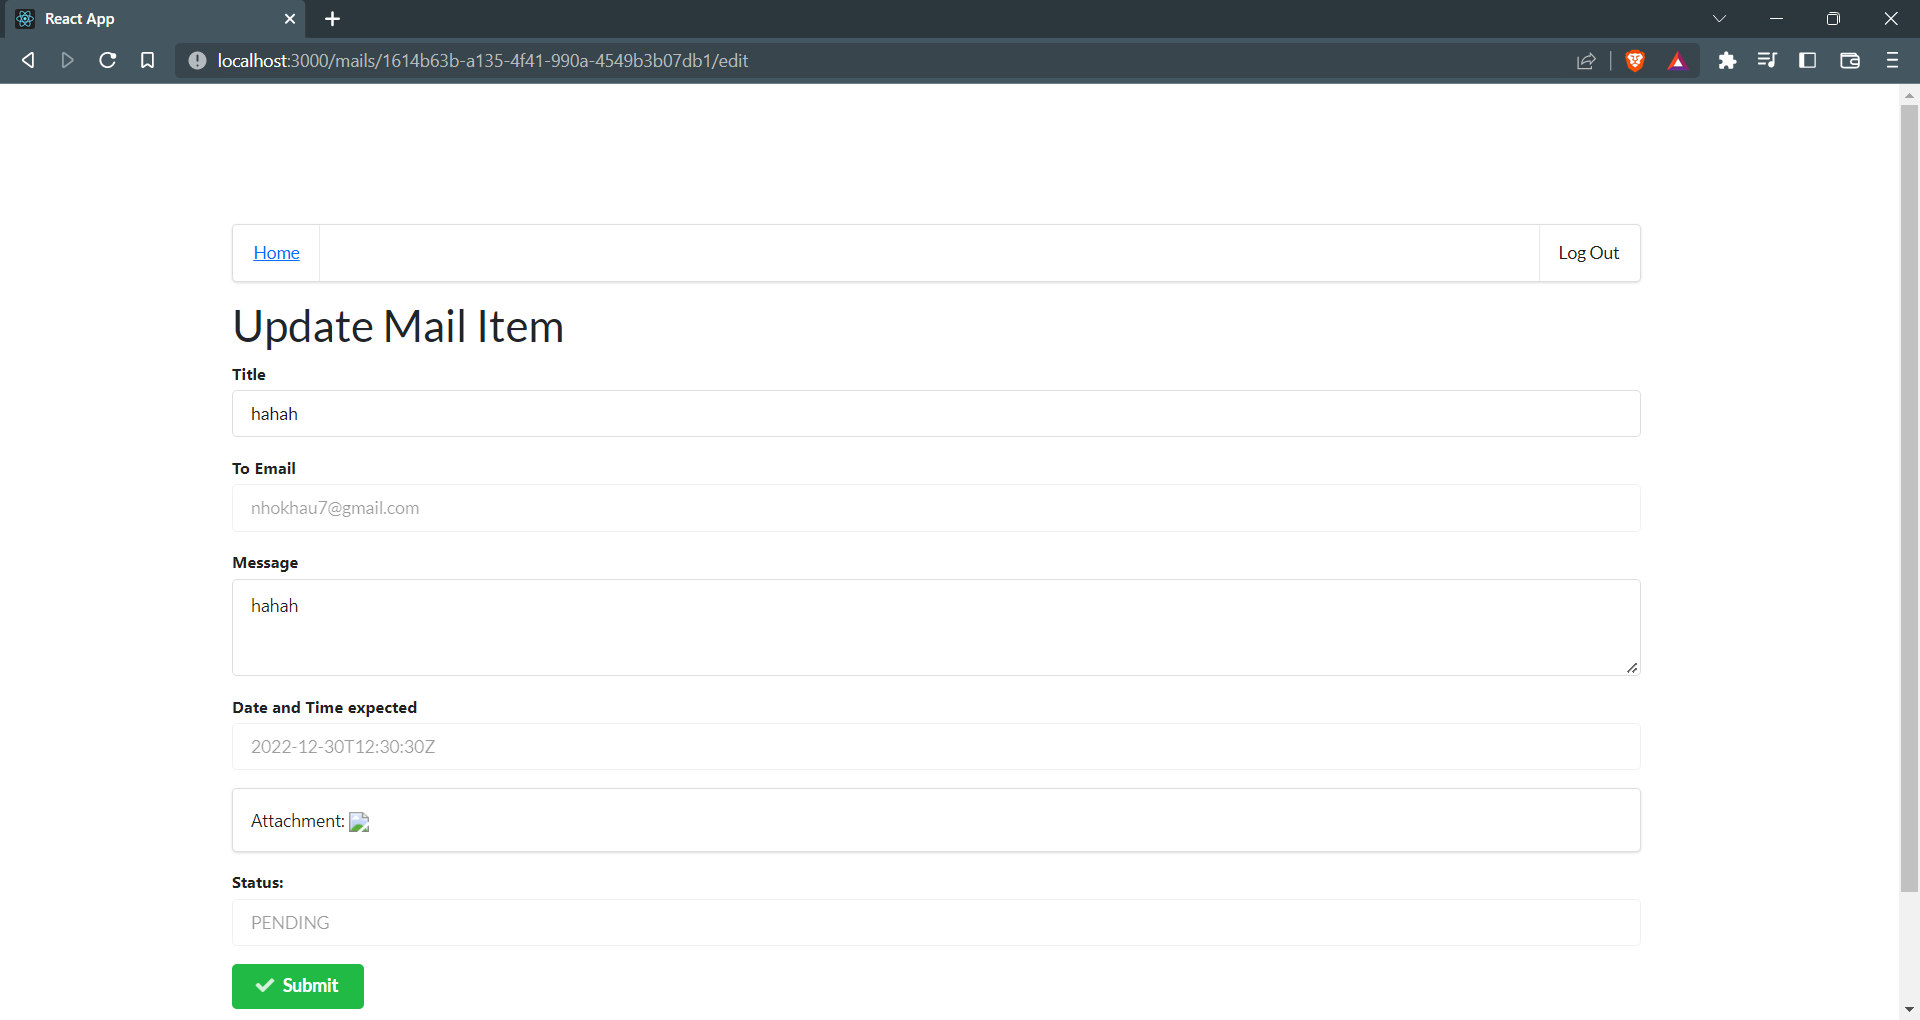 React App
localhost:3000/mails/1614b63b-a135-4f41-990a-4549b3b07db1/edit
Home
Log Out
Update Mail Item
Title
hahah
To Email
nhokhau7@gmail.com
Message
hahah
Date and Time expected
2022-12-30T12:30:30Z
Attachment:
Status:
PENDING
Submit